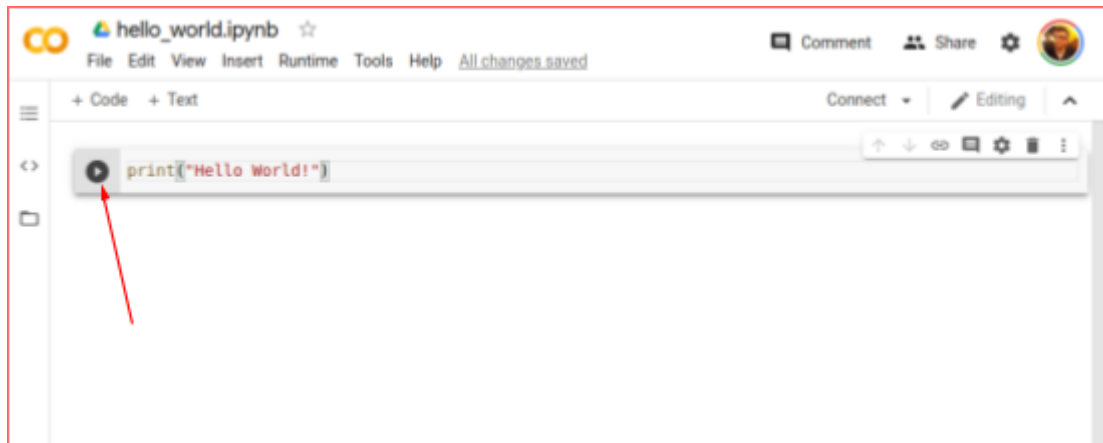 hello_world.ipynb
File Edit View Insert Runtime Tools Help All changes saved
Comment Share
+ Code + Text
Connect Editing
print("Hello World!")